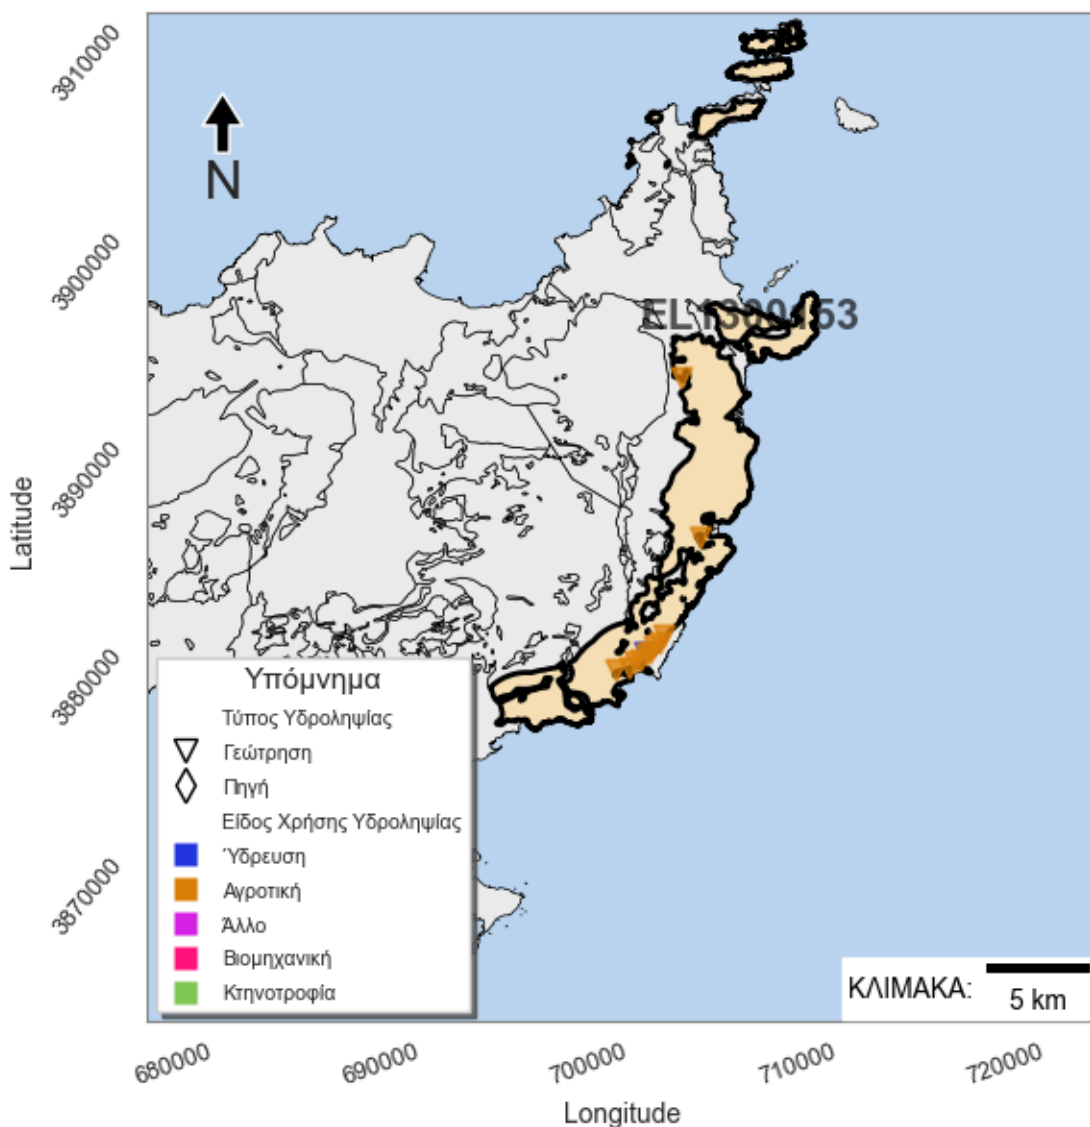 3910000
N
3900000
EL1300153
3890000
Latitude
3880000
Υπόμνημα
Τύπος Υδροληψίας
Γεώτρηση
Πηγή
Είδος Χρήσης Υδροληψίας
Ύδρευση
Αγροτική
Άλλο
Βιομηχανική
Κτηνοτροφία
3870000
ΚΛΙΜΑΚΑ:
5 km
680000
690000
700000
710000
720000
Longitude